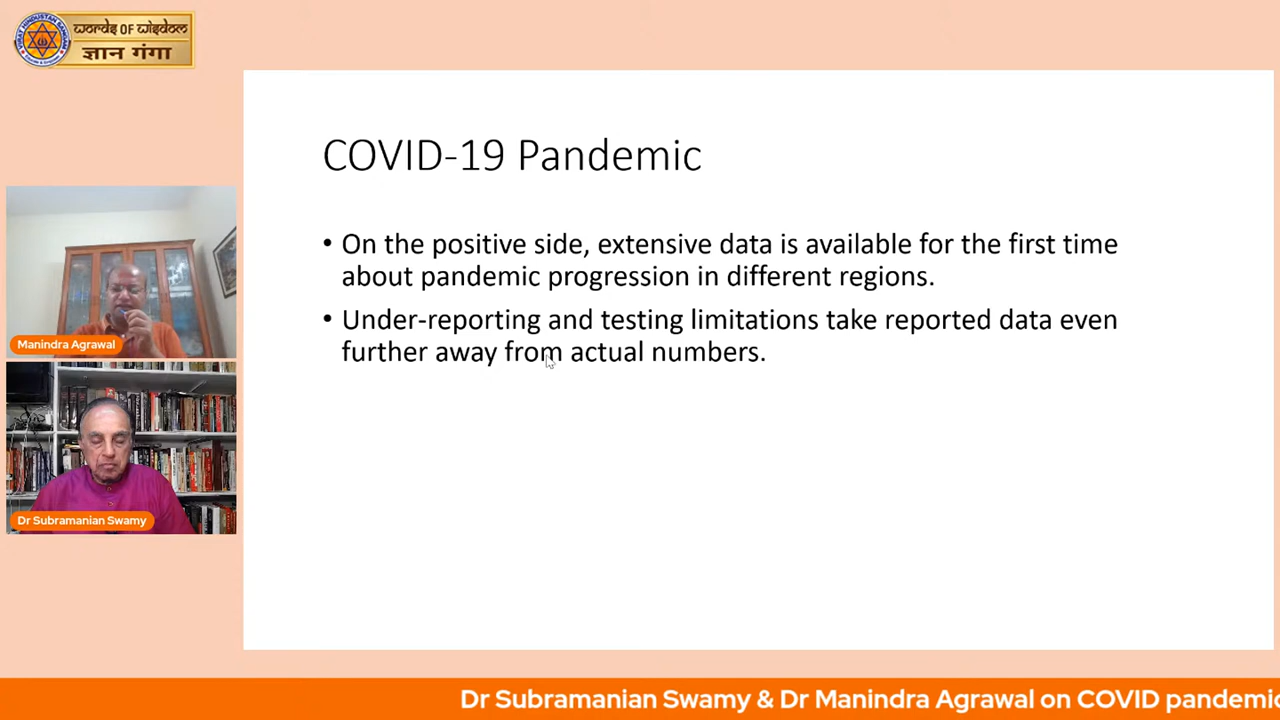 words of wisdom
ज्ञान गंगा
COVID-19 Pandemic
• On the positive side, extensive data is available for the first time
about pandemic progression in different regions.
• Under-reporting and testing limitations take reported data even
further away from actual numbers.
Manindra Agrawal
Dr Subramanian Swamy
Dr Subramanian Swamy & Dr Manindra Agrawal on COVID pandemic